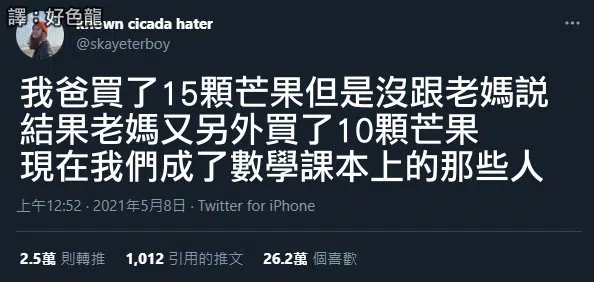 譯：好色龍
known cicada hater
@skayeterboy
我爸買了15顆芒果但是沒跟老媽説
結果老媽又另外買了10顆芒果
現在我們成了數學課本上的那些人
上午12:52 · 2021年5月8日 · Twitter for iPhone
2.5萬 則轉推 1,012 引用的推文 26.2萬 個喜歡